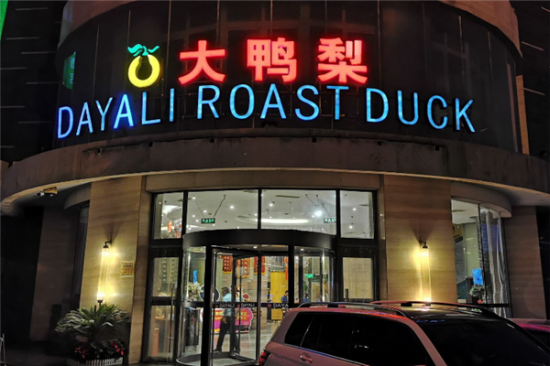 大鸭梨
DAYALI ROAST DUCK